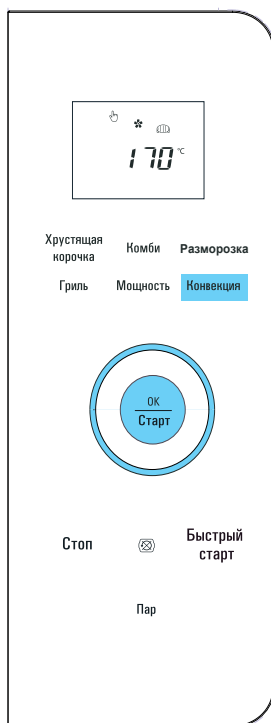 170 °C
Хрустящая
корочка
Комби
Разморозка
Гриль
Мощность
Конвекция
OK
Старт
Стоп
Быстрый
старт
Пар